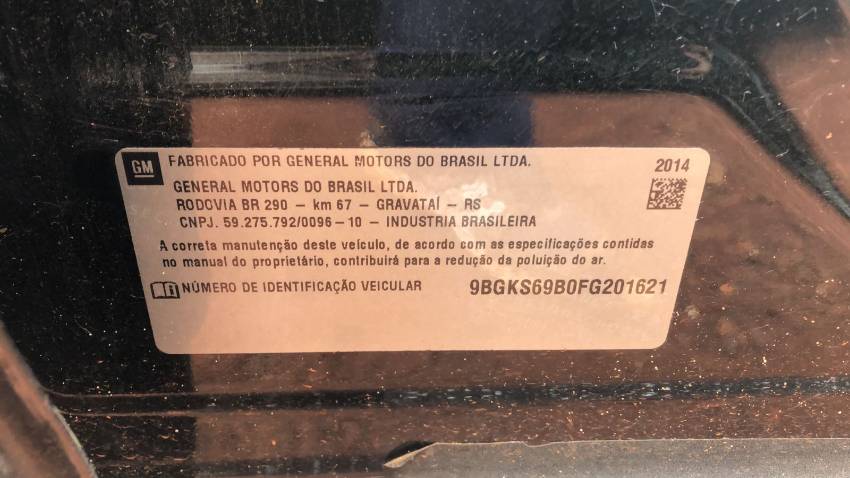 GM FABRICADO POR GENERAL MOTORS DO BRASIL LTDA. 2014
GENERAL MOTORS DO BRASIL LTDA.
RODOVIA BR 290 – km 67 – GRAVATAÍ – RS
CNPJ. 59.275.792/0096–10 – INDUSTRIA BRASILEIRA
A correta manutenção deste veículo, de acordo com as especificações contidas
no manual do proprietário, contribuirá para a redução da poluição do ar.
NÚMERO DE IDENTIFICAÇÃO VEICULAR 9BGKS69B0FG201621